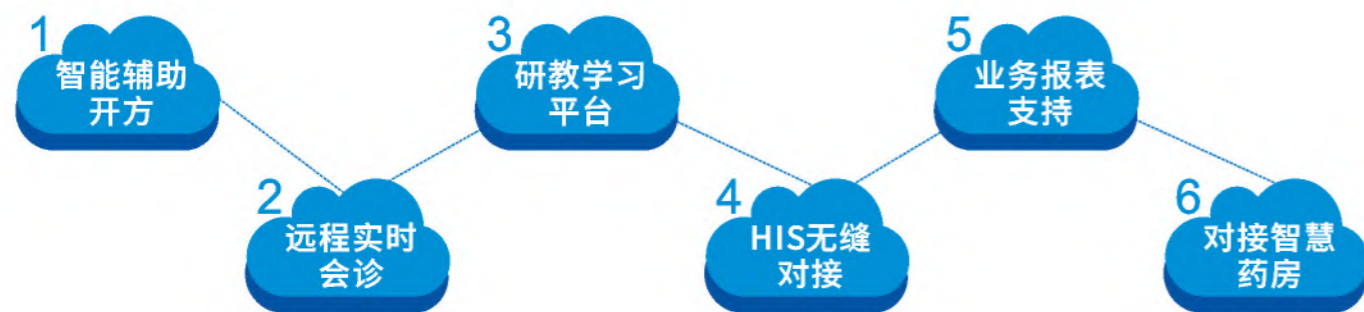 1
智能辅助
开方
2
远程实时
会诊
3
研教学习
平台
4
HIS无缝
对接
5
业务报表
支持
6
对接智慧
药房